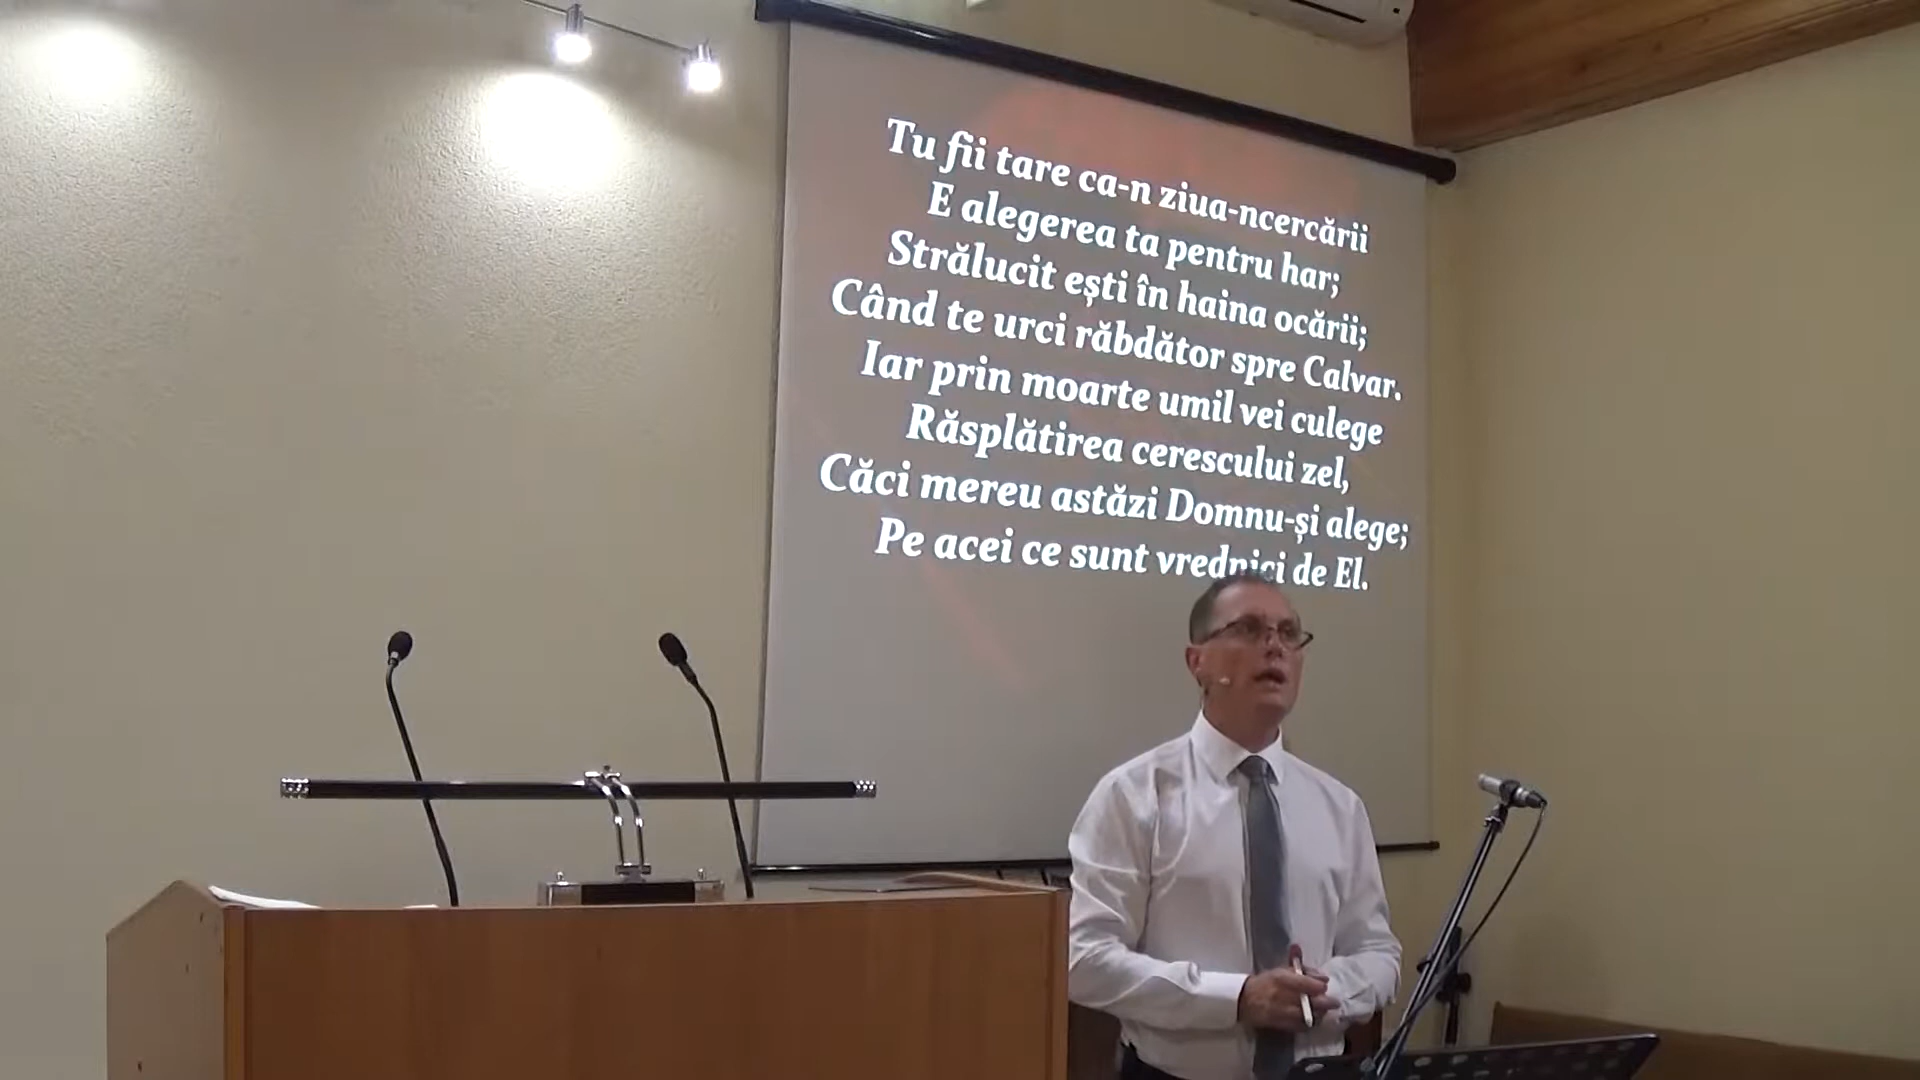 Tu fii tare ca-n ziua-ncercării
E alegerea ta pentru har;
Strălucit ești în haina ocării;
Când te urci răbdător spre Calvar.
Iar prin moarte umil vei culege
Răsplătirea cerescului zel,
Căci mereu astăzi Domnu-și alege;
Pe acei ce sunt vrednici de El.